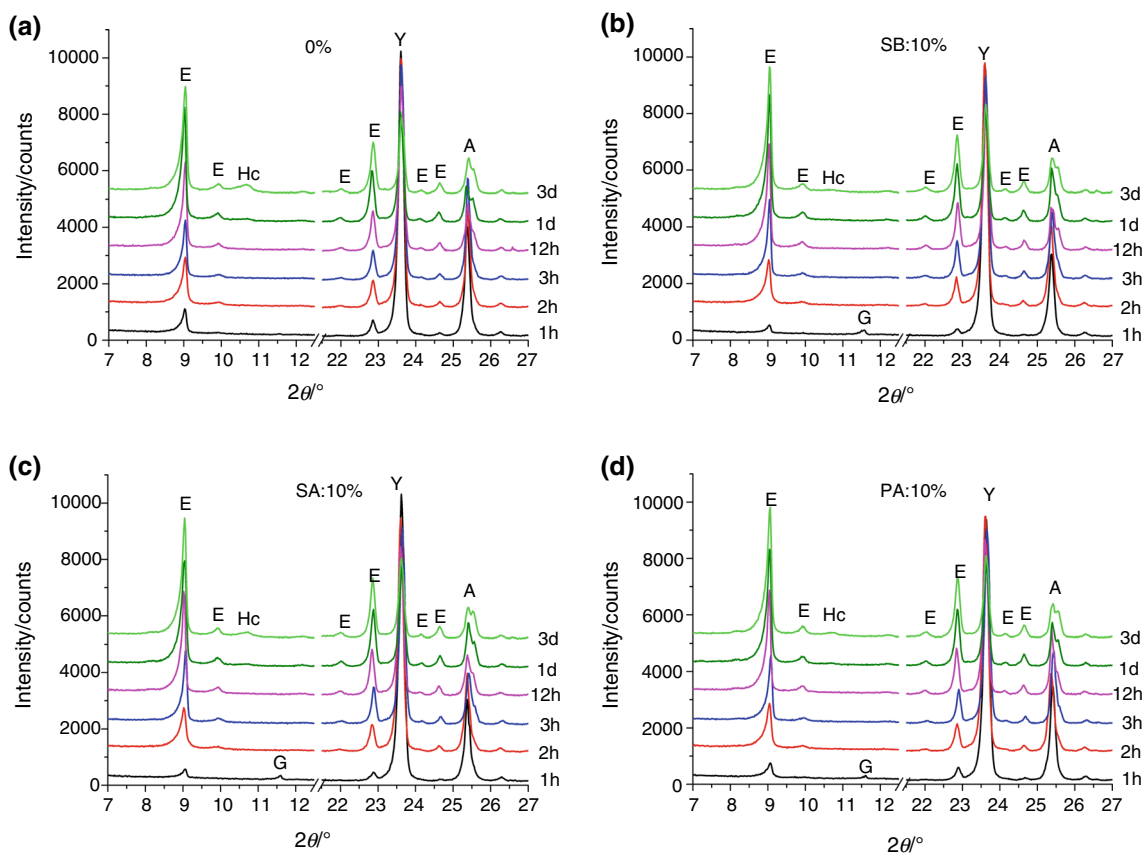 (a)
0%
Intensity/counts
10000
8000
6000
4000
2000
0
E
E
Hc
E
E
Y
E
E
A
3d
1d
12h
3h
2h
1h
7 8 9 10 11 12 22 23 24 25 26 27
2θ/°
(b)
SB:10%
Intensity/counts
10000
8000
6000
4000
2000
0
E
E
Hc
G
E
E
Y
E
E
A
3d
1d
12h
3h
2h
1h
7 8 9 10 11 12 22 23 24 25 26 27
2θ/°
(c)
SA:10%
Intensity/counts
10000
8000
6000
4000
2000
0
E
E
Hc
G
E
E
Y
E
E
A
3d
1d
12h
3h
2h
1h
7 8 9 10 11 12 22 23 24 25 26 27
2θ/°
(d)
PA:10%
Intensity/counts
10000
8000
6000
4000
2000
0
E
E
Hc
G
E
E
Y
E
E
A
3d
1d
12h
3h
2h
1h
7 8 9 10 11 12 22 23 24 25 26 27
2θ/°